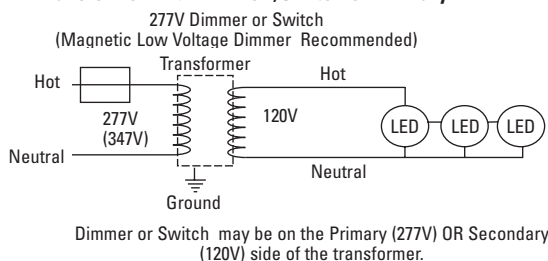 277V Dimmer or Switch
(Magnetic Low Voltage Dimmer Recommended)
Transformer
Hot
Hot
277V
(347V)
120V
LED
LED
LED
Neutral
Neutral
Ground
Dimmer or Switch may be on the Primary (277V) OR Secondary
(120V) side of the transformer.